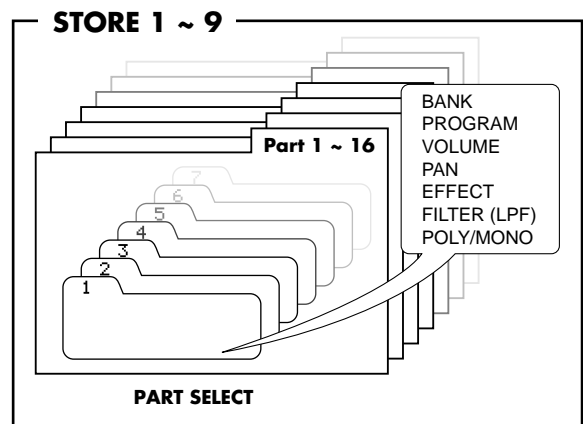 STORE 1 ~ 9
BANK
PROGRAM
VOLUME
PAN
EFFECT
FILTER (LPF)
POLY/MONO
Part 1 ~ 16
7
6
5
4
3
2
1
PART SELECT